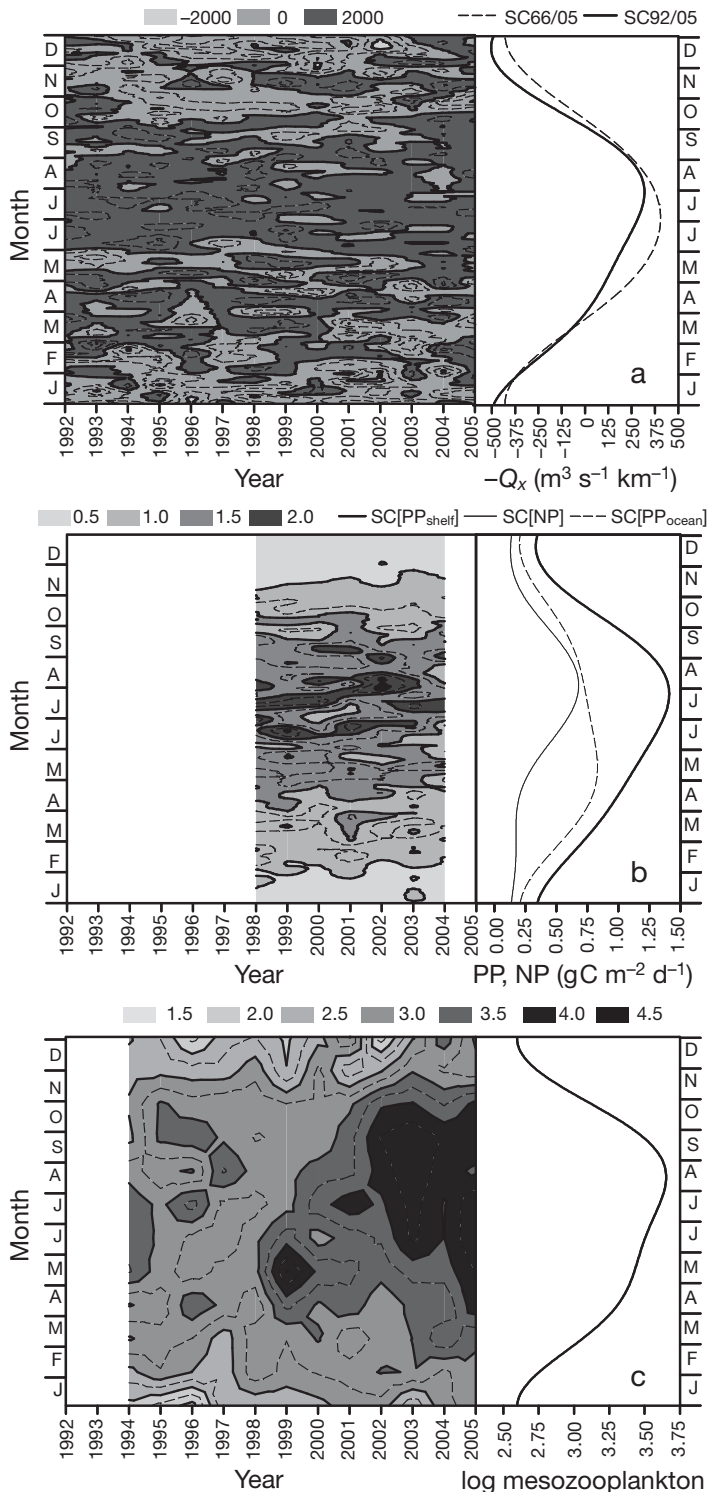 −2000 0 2000 SC66/05 SC92/05
D D
N N
O O
S S
A A
J J
J J
M M
A A
M M
F F
J J
Month
a
1992 1993 1994 1995 1996 1997 1998 1999 2000 2001 2002 2003 2004 2005 −500 −375 −250 −125 0 125 250 375 500
Year −Qx (m³ s⁻¹ km⁻¹)
0.5 1.0 1.5 2.0 SC[PPshelf] SC[NP] SC[PPocean]
D D
N N
O O
S S
A A
J J
J J
M M
A A
M M
F F
J J
Month
b
1992 1993 1994 1995 1996 1997 1998 1999 2000 2001 2002 2003 2004 2005 0.00 0.25 0.50 0.75 1.00 1.25 1.50
Year PP, NP (gC m⁻² d⁻¹)
1.5 2.0 2.5 3.0 3.5 4.0 4.5
D D
N N
O O
S S
A A
J J
J J
M M
A A
M M
F F
J J
Month
c
1992 1993 1994 1995 1996 1997 1998 1999 2000 2001 2002 2003 2004 2005 2.50 2.75 3.00 3.25 3.50 3.75
Year log mesozooplankton